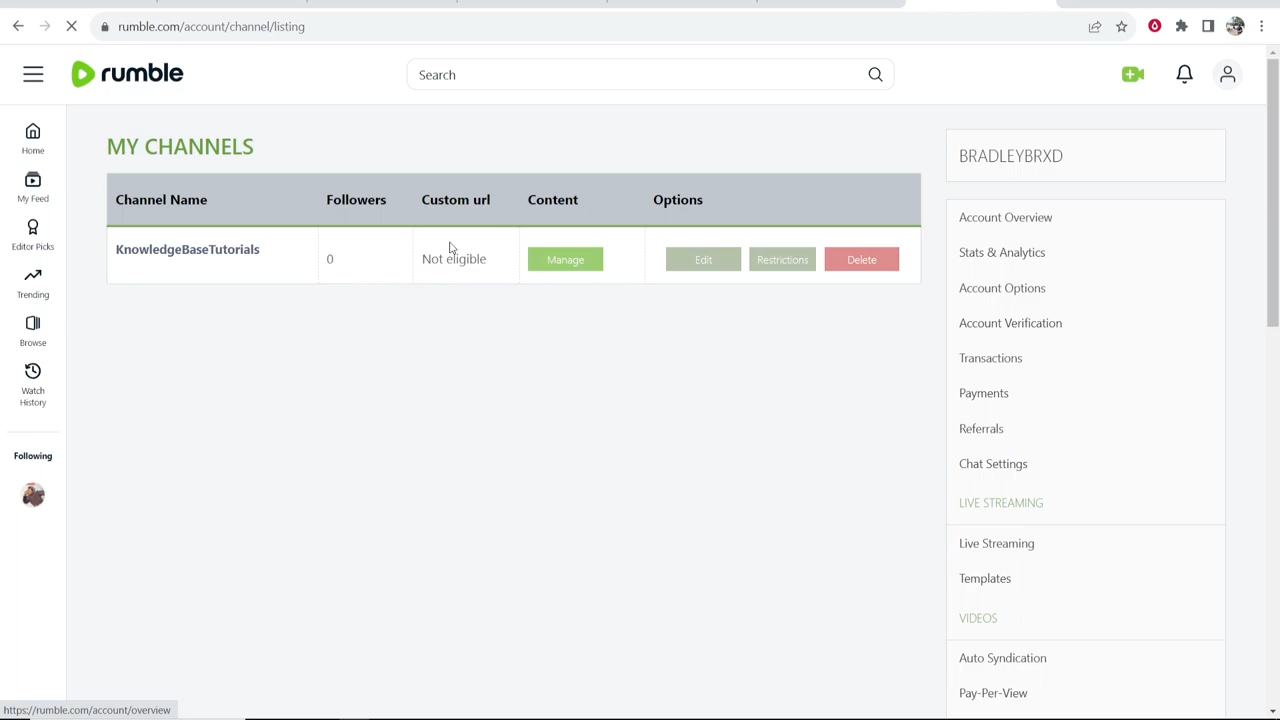 rumble.com/account/channel/listing
rumble
Search
Home
My Feed
Editor Picks
Trending
Browse
Watch
History
Following
MY CHANNELS
Channel Name Followers Custom url Content Options
KnowledgeBaseTutorials 0 Not eligible Manage Edit Restrictions Delete
BRADLEYBRXD
Account Overview
Stats & Analytics
Account Options
Account Verification
Transactions
Payments
Referrals
Chat Settings
LIVE STREAMING
Live Streaming
Templates
VIDEOS
Auto Syndication
Pay-Per-View
https://rumble.com/account/overview